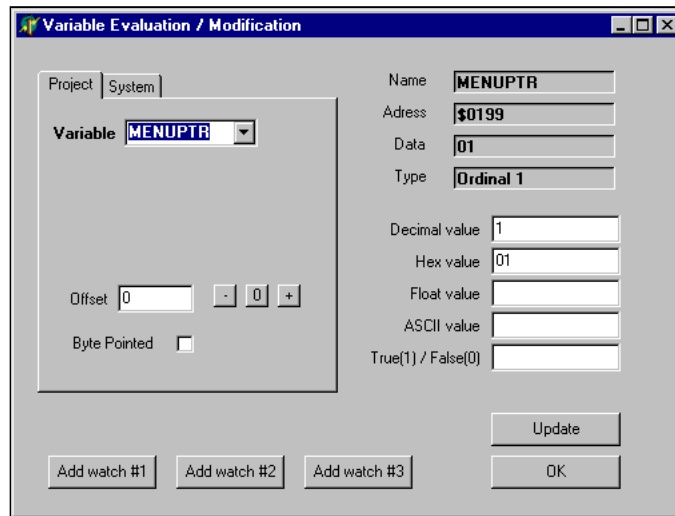 Variable Evaluation / Modification
Project System
Variable MENUPTR
Offset 0 - 0 +
Byte Pointed
Name MENUPTR
Adress $0199
Data 01
Type Ordinal 1
Decimal value 1
Hex value 01
Float value
ASCII value
True(1) / False(0)
Update
Add watch #1 Add watch #2 Add watch #3 OK